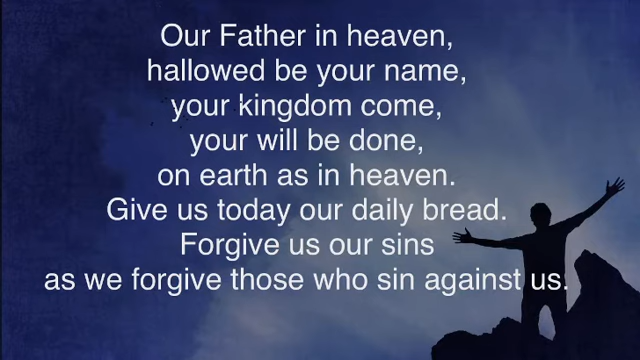 Our Father in heaven,
hallowed be your name,
your kingdom come,
your will be done,
on earth as in heaven.
Give us today our daily bread.
Forgive us our sins
as we forgive those who sin against us.